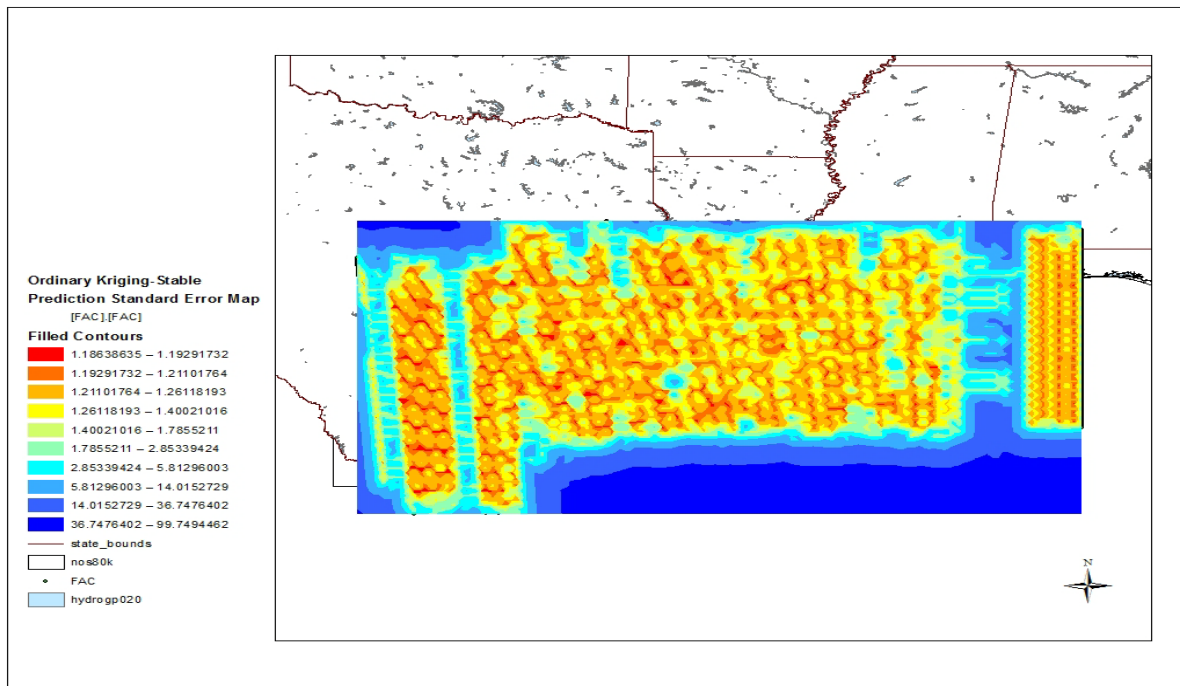 Ordinary Kriging-Stable
Prediction Standard Error Map
[FAC].[FAC]
Filled Contours
1.18638635 – 1.19291732
1.19291732 – 1.21101764
1.21101764 – 1.26118193
1.26118193 – 1.40021016
1.40021016 – 1.7855211
1.7855211 – 2.85339424
2.85339424 – 5.81296003
5.81296003 – 14.0152729
14.0152729 – 36.7476402
36.7476402 – 99.7494462
state_bounds
nos80k
FAC
hydrogp020
N